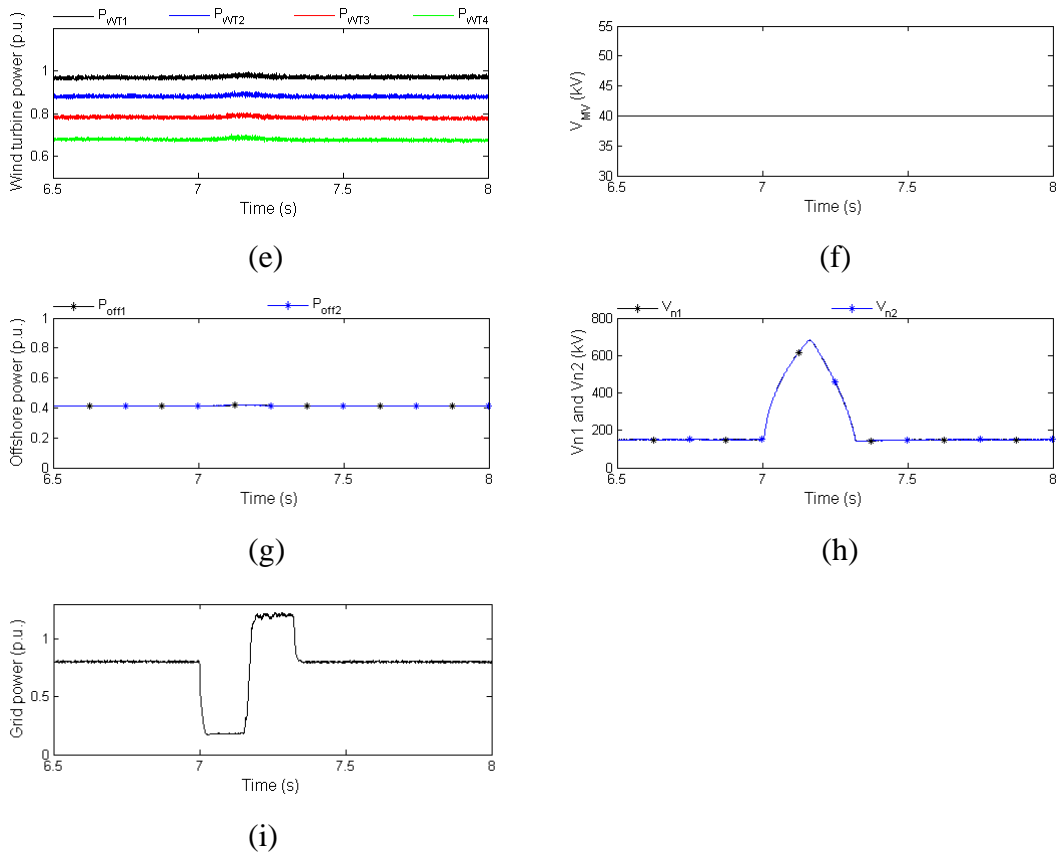 P_WT1 P_WT2 P_WT3 P_WT4
Wind turbine power (p.u.)
1
0.8
0.6
6.5 7 7.5 8
Time (s)
(e)
V_MV (kV)
55
50
45
40
35
30
6.5 7 7.5 8
Time (s)
(f)
P_off1 P_off2
Offshore power (p.u.)
1
0.8
0.6
0.4
0.2
0
6.5 7 7.5 8
Time (s)
(g)
V_n1 V_n2
Vn1 and Vn2 (kV)
800
600
400
200
0
6.5 7 7.5 8
Time (s)
(h)
Grid power (p.u.)
1
0.5
0
6.5 7 7.5 8
Time (s)
(i)